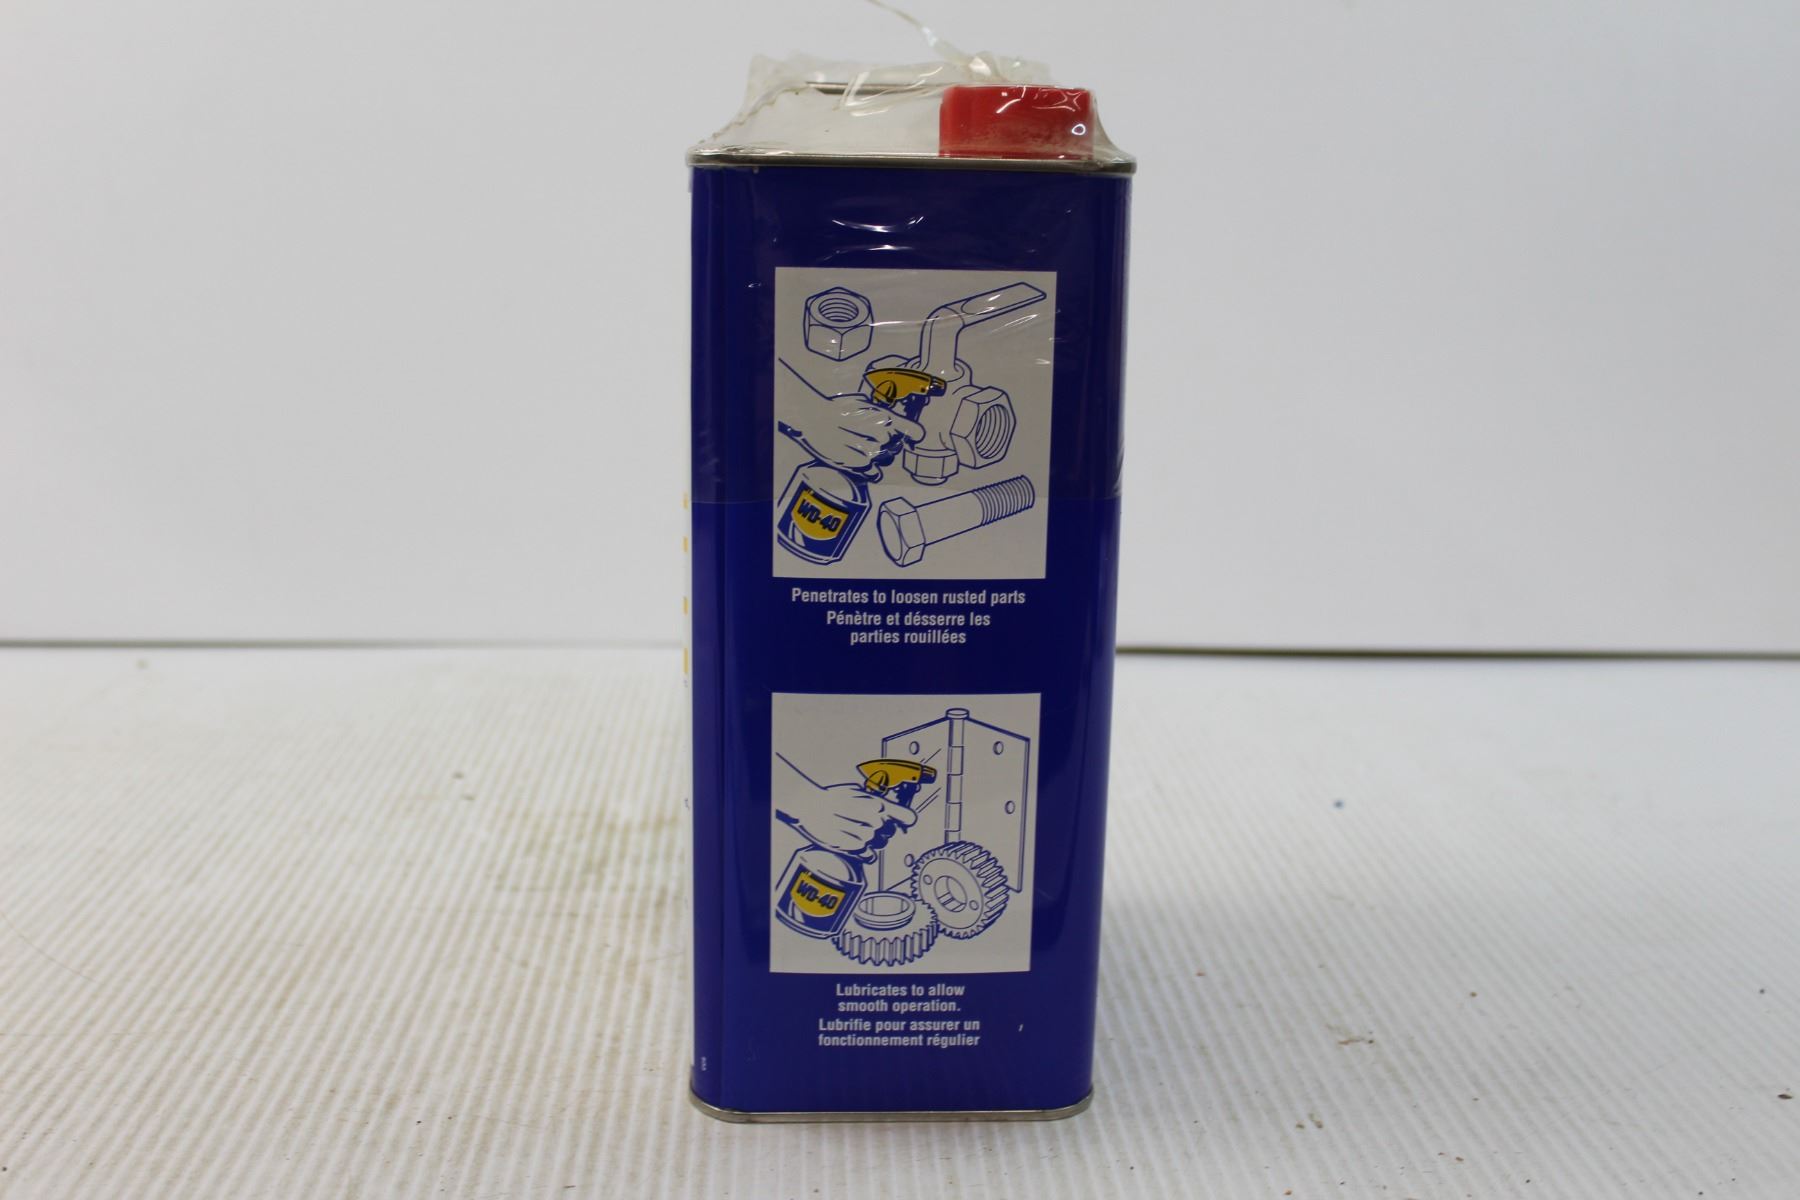 WD-40
Penetrates to loosen rusted parts
Pénètre et désserre les
parties rouillées
WD-40
Lubricates to allow
smooth operation.
Lubrifie pour assurer un
fonctionnement régulier